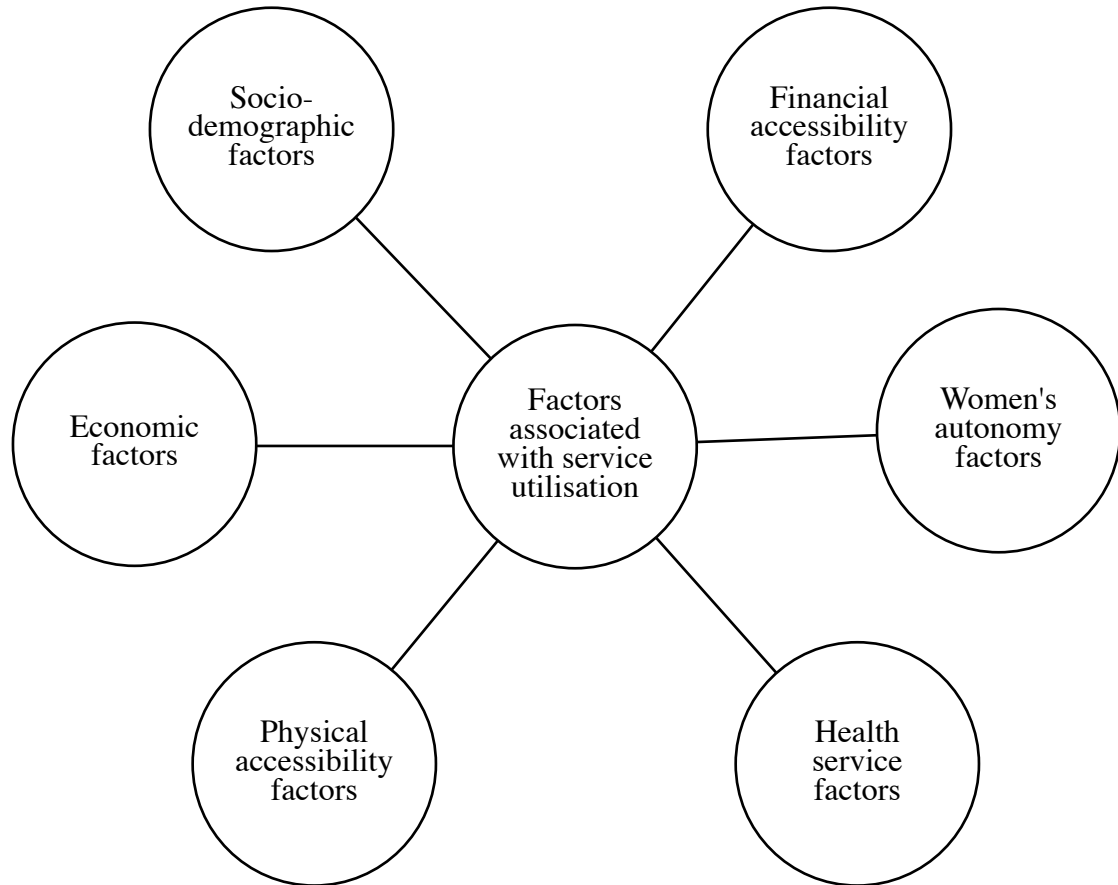 Socio-
demographic
factors
Financial
accessibility
factors
Economic
factors
Factors
associated
with service
utilisation
Women's
autonomy
factors
Physical
accessibility
factors
Health
service
factors